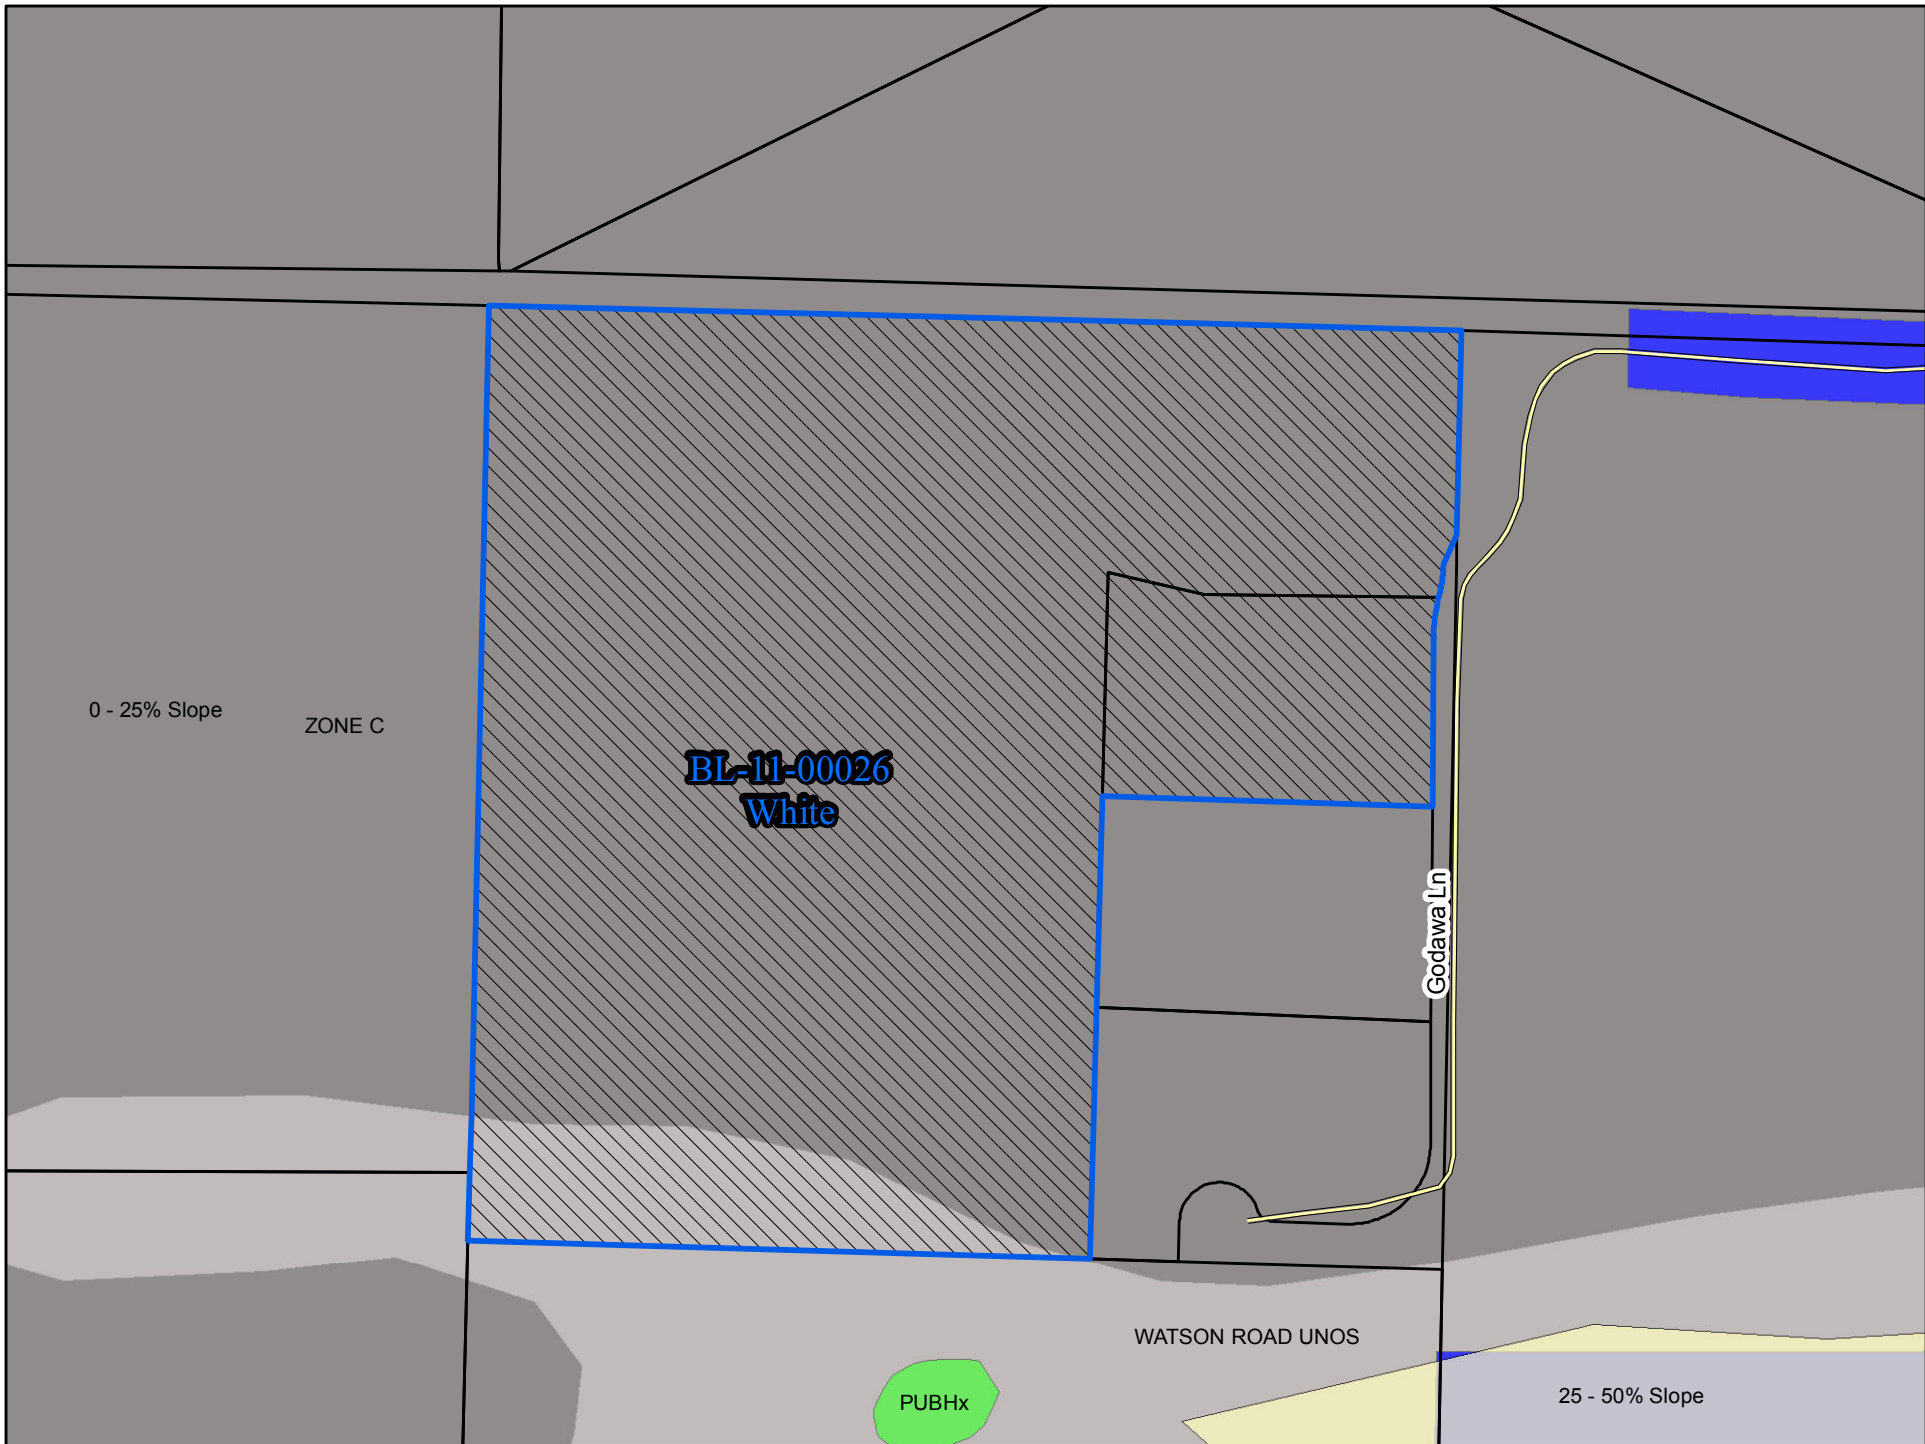 0 - 25% Slope
ZONE C
BL-11-00026
White
Godawa Ln
WATSON ROAD UNOS
PUBHx
25 - 50% Slope